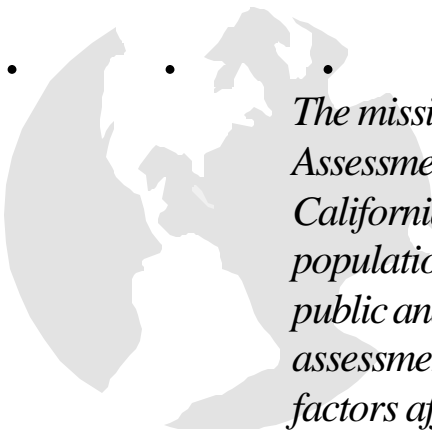 • • •
The missi
Assessme
Californi
populatio
public an
assessme
factors af